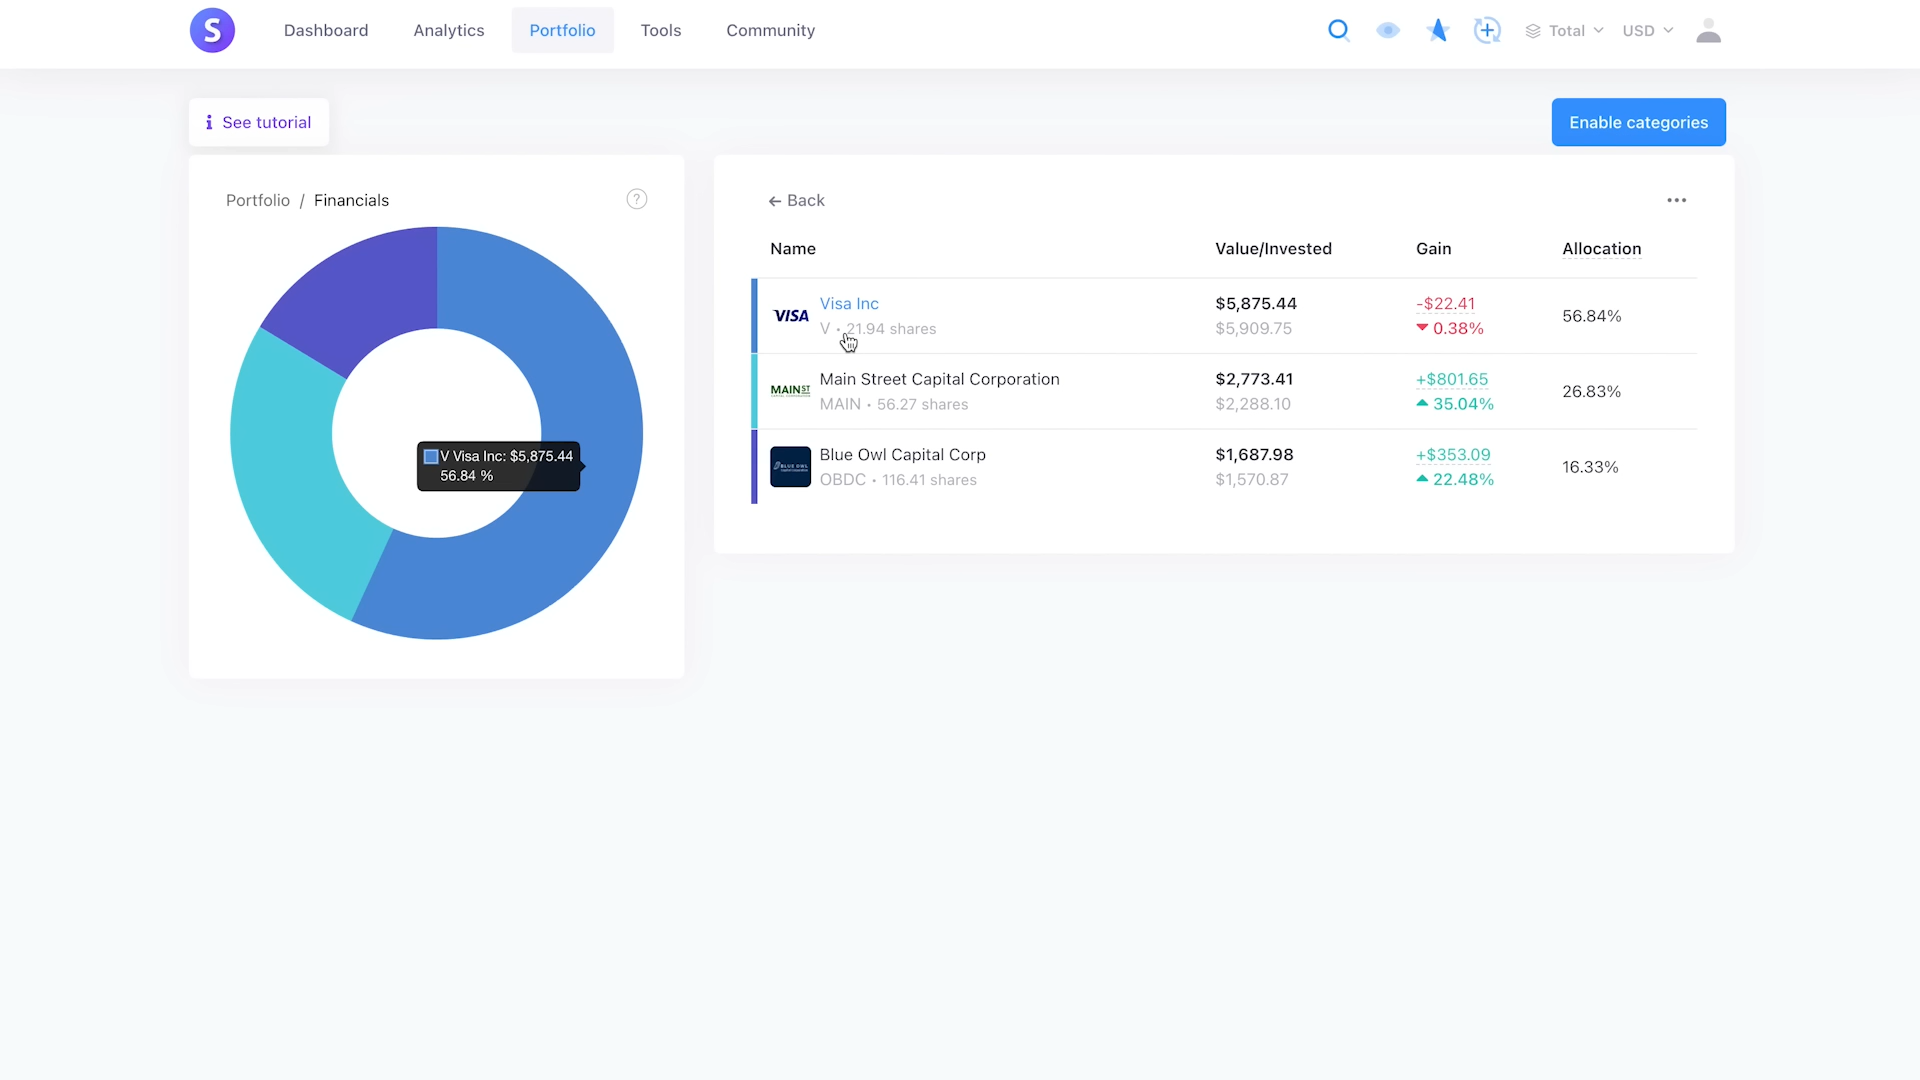 S
Dashboard
Analytics
Portfolio
Tools
Community
Total
USD
See tutorial
Enable categories
Portfolio / Financials
?
← Back
Name
Value/Invested
Gain
Allocation
VISA
Visa Inc
V • 21.94 shares
$5,875.44
$5,909.75
-$22.41
0.38%
56.84%
MAIN ST
Main Street Capital Corporation
MAIN • 56.27 shares
$2,773.41
$2,288.10
+$801.65
35.04%
26.83%
BLUE OWL
Blue Owl Capital Corp
OBDC • 116.41 shares
$1,687.98
$1,570.87
+$353.09
22.48%
16.33%
V Visa Inc: $5,875.44
56.84 %